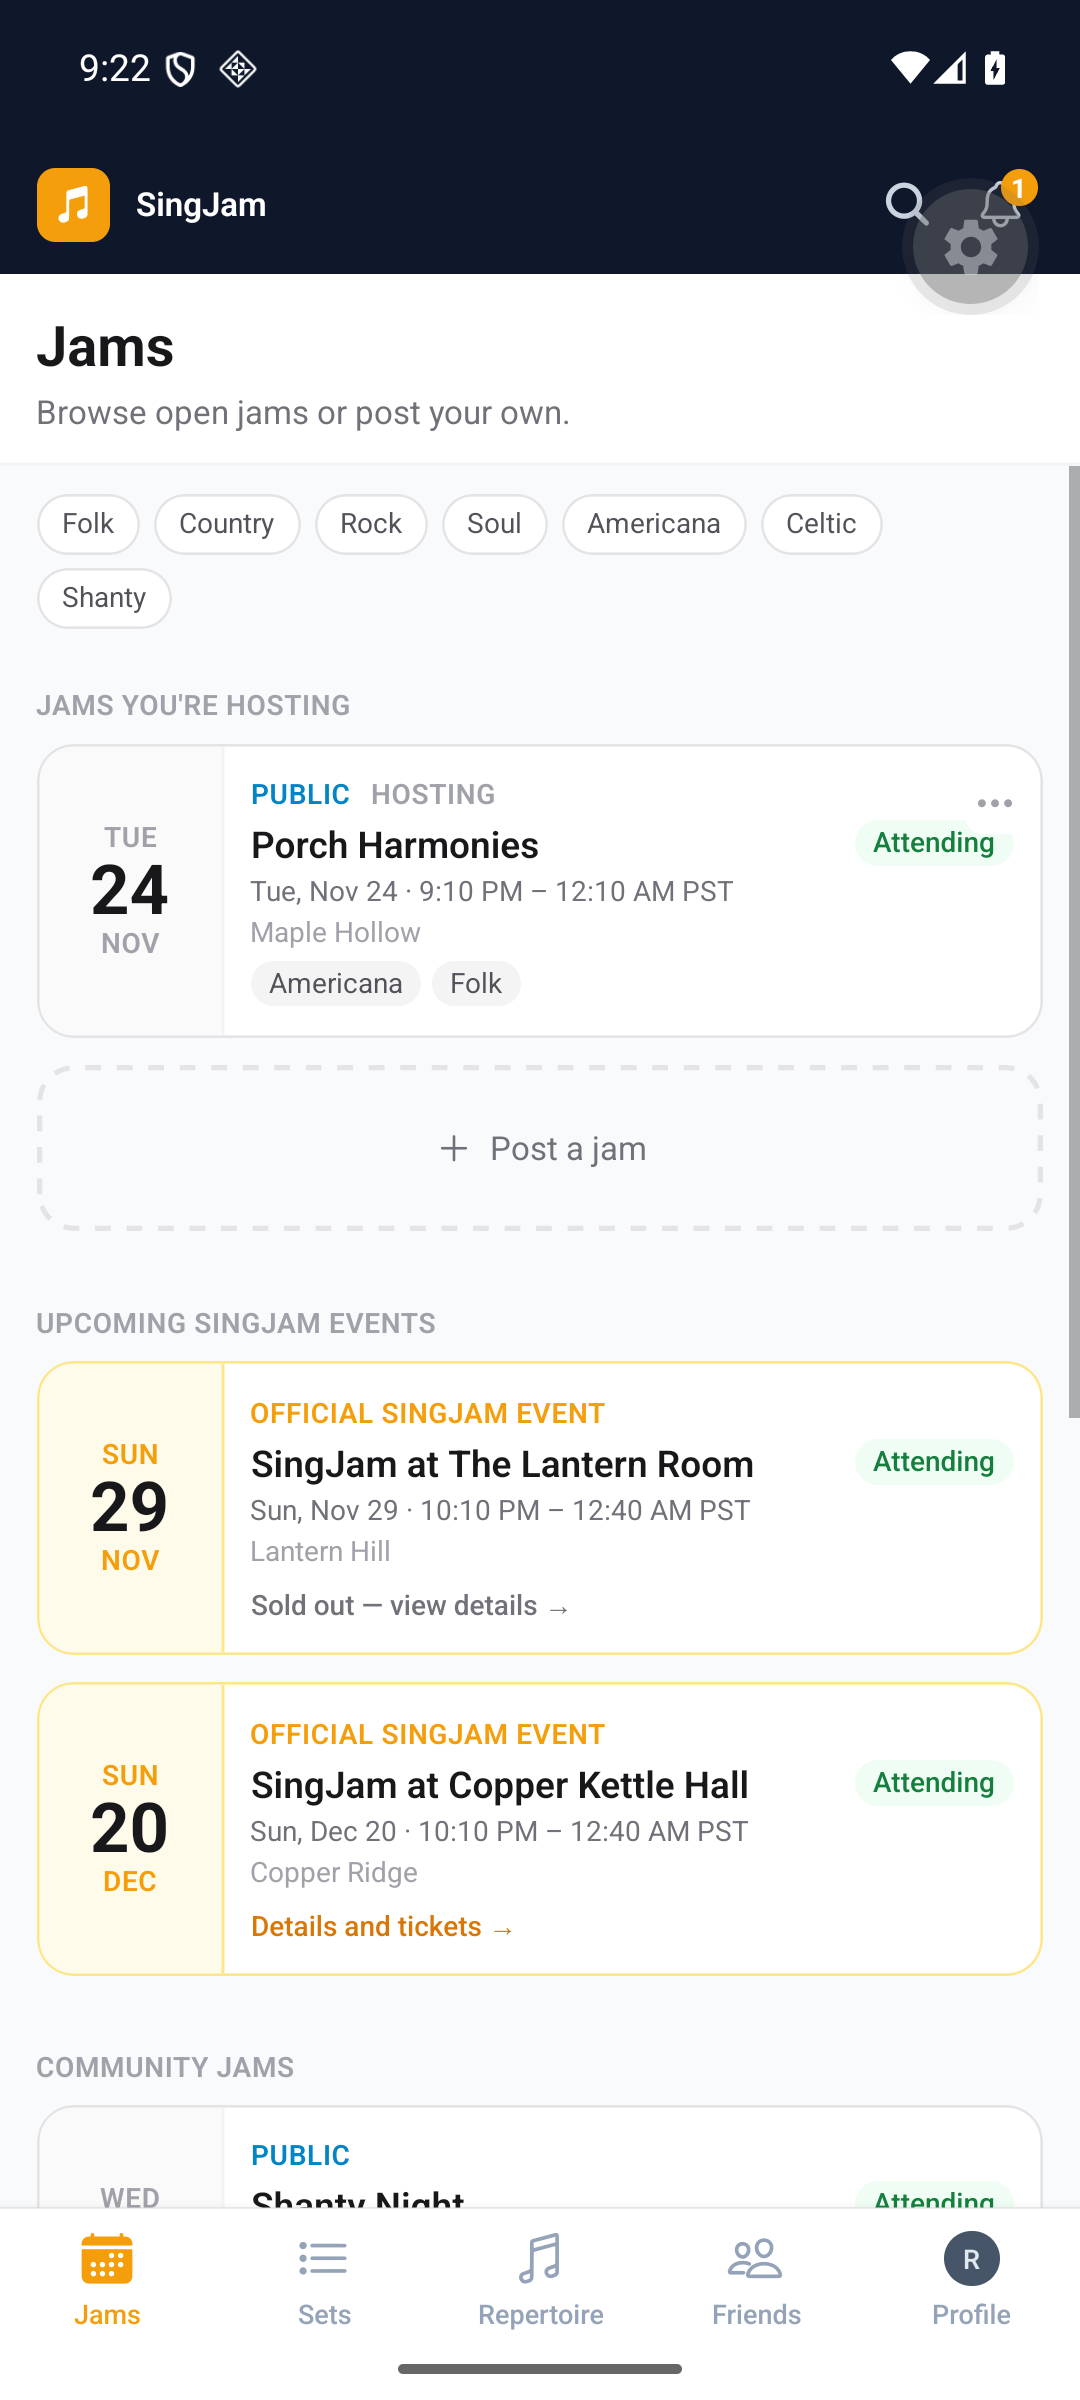 9:22
SingJam
1
Jams
Browse open jams or post your own.
Folk
Country
Rock
Soul
Americana
Celtic
Shanty
JAMS YOU'RE HOSTING
TUE
24
NOV
PUBLIC HOSTING
Porch Harmonies
Attending
Tue, Nov 24 · 9:10 PM – 12:10 AM PST
Maple Hollow
Americana
Folk
+ Post a jam
UPCOMING SINGJAM EVENTS
SUN
29
NOV
OFFICIAL SINGJAM EVENT
SingJam at The Lantern Room
Attending
Sun, Nov 29 · 10:10 PM – 12:40 AM PST
Lantern Hill
Sold out — view details →
SUN
20
DEC
OFFICIAL SINGJAM EVENT
SingJam at Copper Kettle Hall
Attending
Sun, Dec 20 · 10:10 PM – 12:40 AM PST
Copper Ridge
Details and tickets →
COMMUNITY JAMS
WED
PUBLIC
Shanty Night
Attending
Jams
Sets
Repertoire
Friends
R
Profile